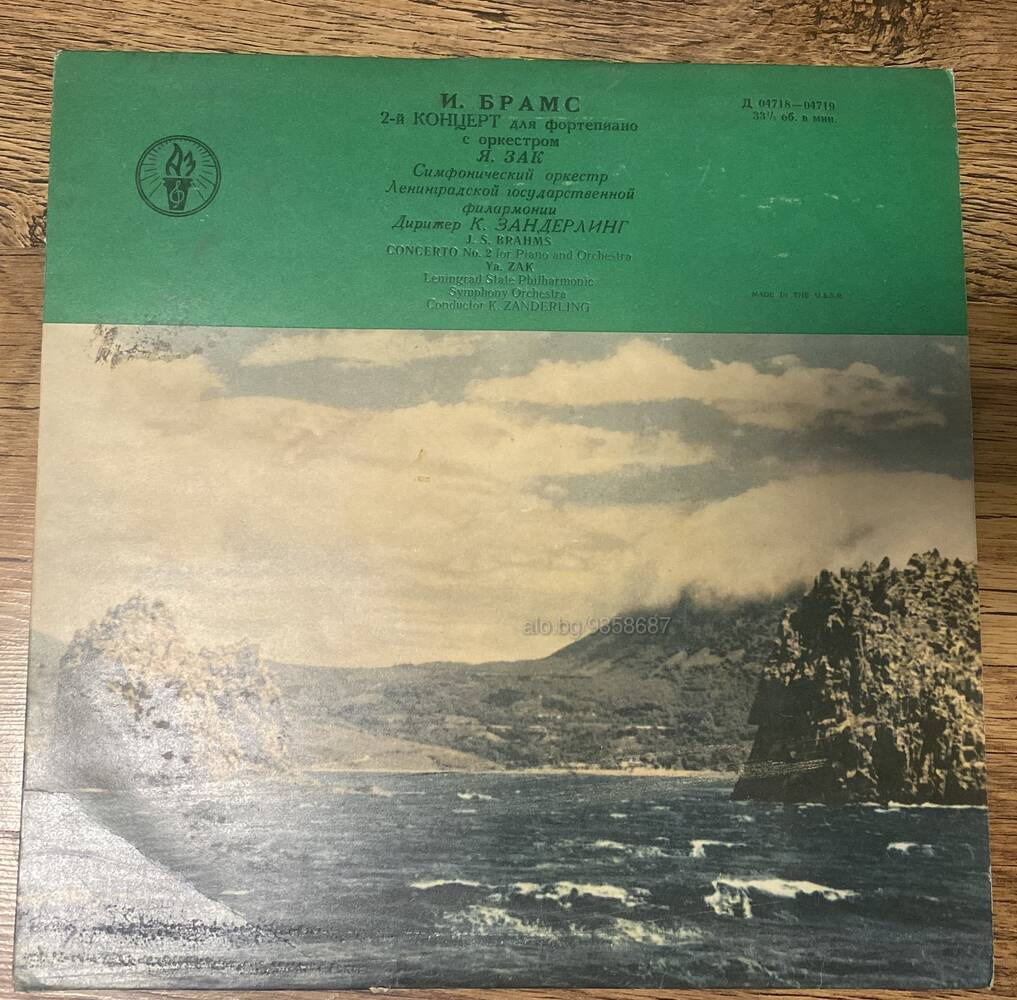 И. БРАМС
2-й КОНЦЕРТ для фортепиано
с оркестром
Я. ЗАК
Симфонический оркестр
Ленинградской государственной
филармонии
Дирижер К. ЗАНДЕРЛИНГ
J. S. BRAHMS
CONCERTO No. 2 for Piano and Orchestra
Ya. ZAK
Leningrad State Philharmonic
Symphony Orchestra
Conductor K. ZANDERLING
Д 04718—04719
33⅓ об. в мин.
MADE IN THE U.S.S.R.
ДЗ
alo.bg/9858687